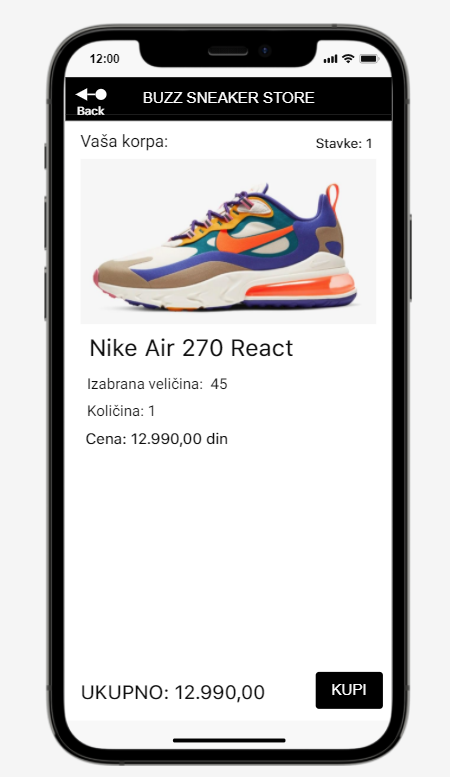 12:00
Back
BUZZ SNEAKER STORE
Vaša korpa:
Stavke: 1
Nike Air 270 React
Izabrana veličina: 45
Količina: 1
Cena: 12.990,00 din
UKUPNO: 12.990,00
KUPI